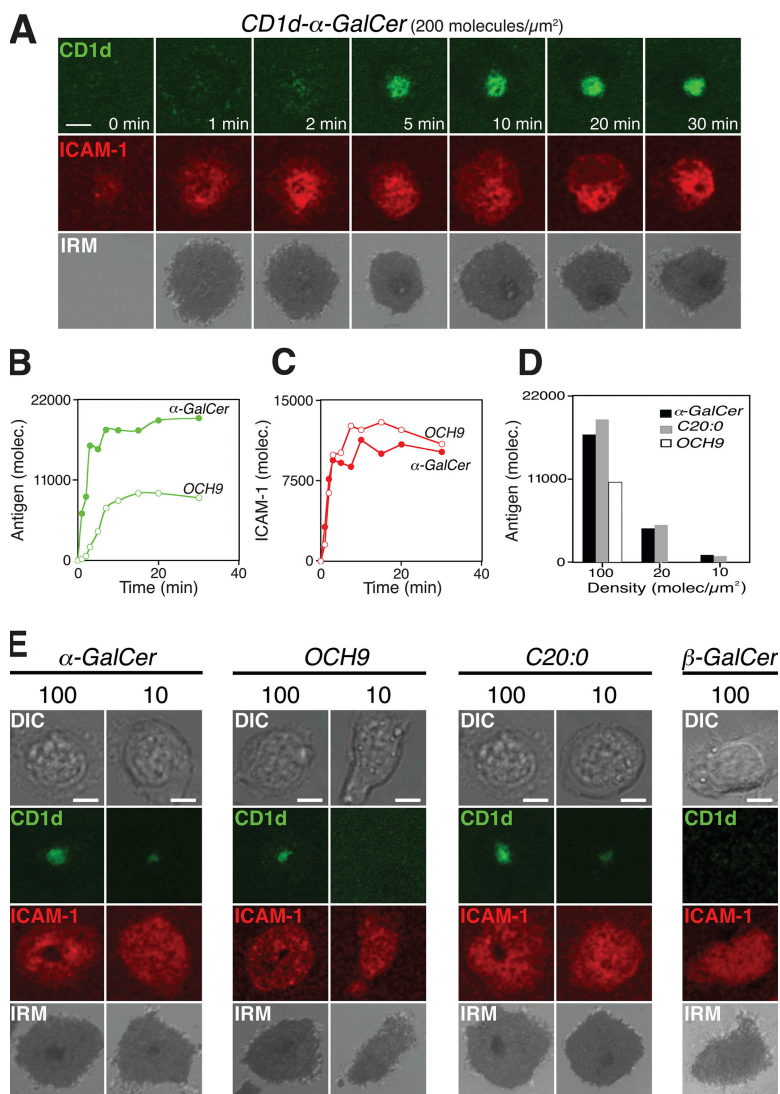 A
CD1d-α-GalCer (200 molecules/μm²)
CD1d
0 min
1 min
2 min
5 min
10 min
20 min
30 min
ICAM-1
IRM
B
Antigen (molec.)
22000
11000
0
α-GalCer
OCH9
0
20
40
Time (min)
C
ICAM-1 (molec.)
15000
7500
0
OCH9
α-GalCer
0
20
40
Time (min)
D
Antigen (molec.)
22000
11000
0
α-GalCer
C20:0
OCH9
100
20
10
Density (molec/μm²)
E
α-GalCer
OCH9
C20:0
β-GalCer
100
10
100
10
100
10
100
DIC
DIC
DIC
DIC
CD1d
CD1d
CD1d
CD1d
ICAM-1
ICAM-1
ICAM-1
ICAM-1
IRM
IRM
IRM
IRM